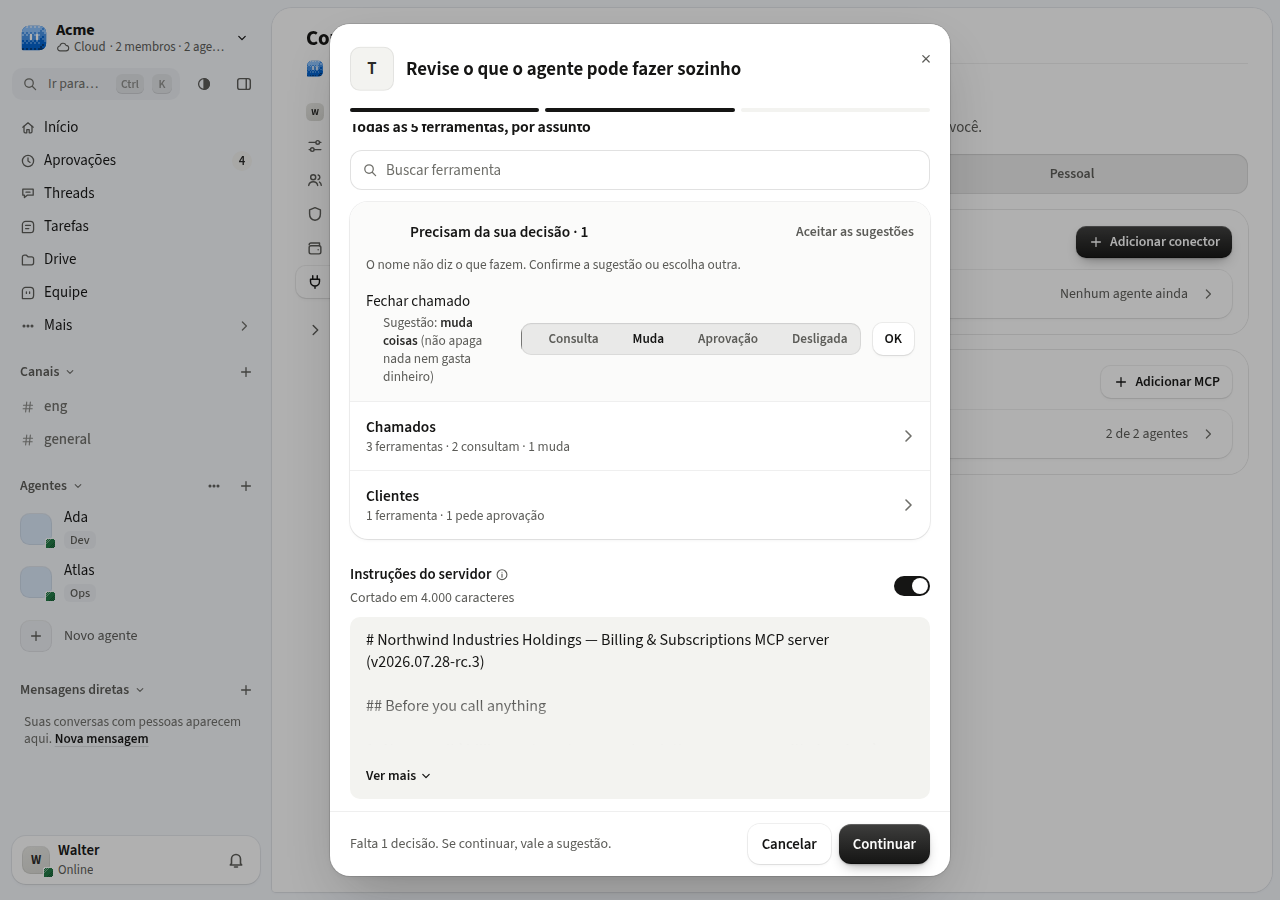 Acme
Cloud · 2 membros · 2 age…
Ir para…
Ctrl
K
Início
Aprovações
4
Threads
Tarefas
Drive
Equipe
Mais
Canais
# eng
# general
Agentes
Ada
Dev
Atlas
Ops
Novo agente
Mensagens diretas
Suas conversas com pessoas aparecem
aqui. Nova mensagem
W
Walter
Online
W
você.
Pessoal
Adicionar conector
Nenhum agente ainda
Adicionar MCP
2 de 2 agentes
T
Revise o que o agente pode fazer sozinho
Todas as 5 ferramentas, por assunto
Buscar ferramenta
Precisam da sua decisão · 1
Aceitar as sugestões
O nome não diz o que fazem. Confirme a sugestão ou escolha outra.
Fechar chamado
Sugestão: muda
coisas (não apaga
nada nem gasta
dinheiro)
Consulta
Muda
Aprovação
Desligada
OK
Chamados
3 ferramentas · 2 consultam · 1 muda
Clientes
1 ferramenta · 1 pede aprovação
Instruções do servidor
Cortado em 4.000 caracteres
# Northwind Industries Holdings — Billing & Subscriptions MCP server
(v2026.07.28-rc.3)
## Before you call anything
Ver mais
Falta 1 decisão. Se continuar, vale a sugestão.
Cancelar
Continuar